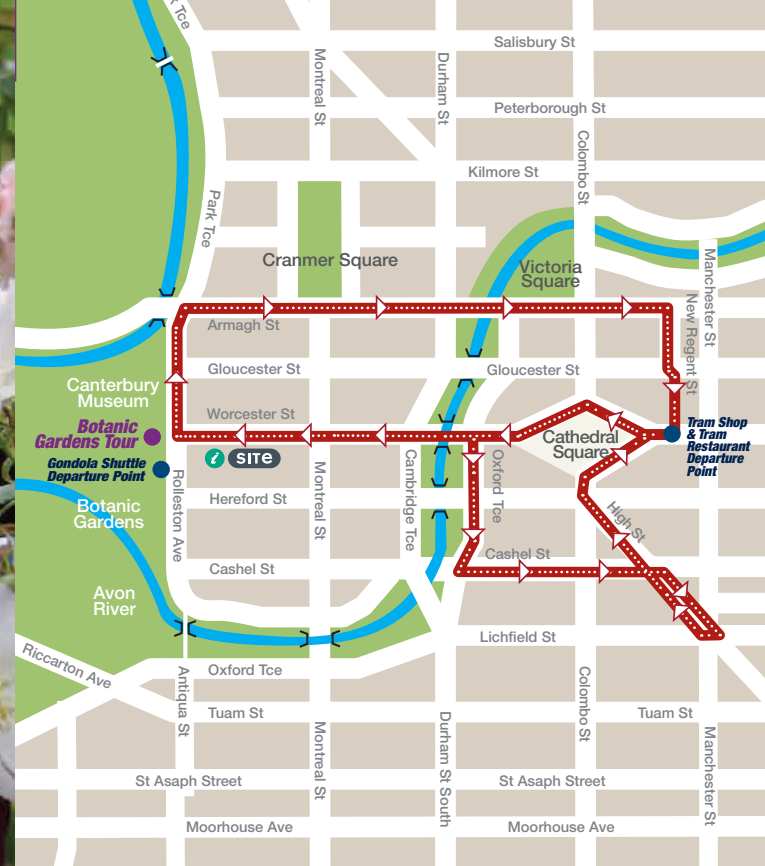 k Tce
Salisbury St
Montreal St
Durham St
Peterborough St
Colombo St
Kilmore St
Park Tce
Cranmer Square
Victoria
Square
Manchester St
New Regent St
Armagh St
Gloucester St
Gloucester St
Canterbury
Museum
Worcester St
Botanic
Gardens Tour
Cathedral
Square
Tram Shop
& Tram
Restaurant
Departure
Point
Gondola Shuttle
Departure Point
i SITE
Rolleston Ave
Montreal St
Cambridge Tce
Oxford Tce
Hereford St
Botanic
Gardens
High St
Cashel St
Cashel St
Avon
River
Lichfield St
Riccarton Ave
Oxford Tce
Antiqua St
Colombo St
Tuam St
Tuam St
Montreal St
Durham St South
Manchester St
St Asaph Street
St Asaph Street
Moorhouse Ave
Moorhouse Ave